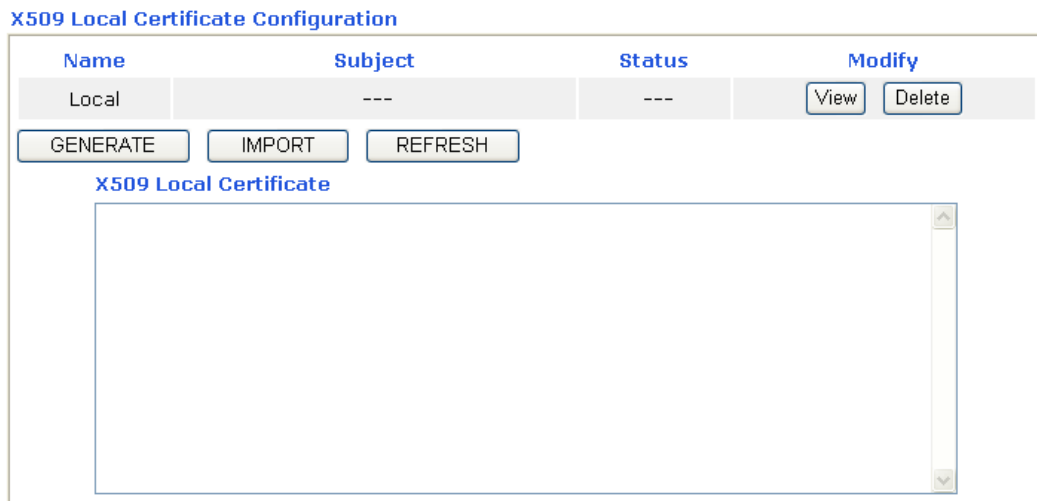 X509 Local Certificate Configuration
Name Subject Status Modify
Local --- --- View Delete
GENERATE IMPORT REFRESH
X509 Local Certificate